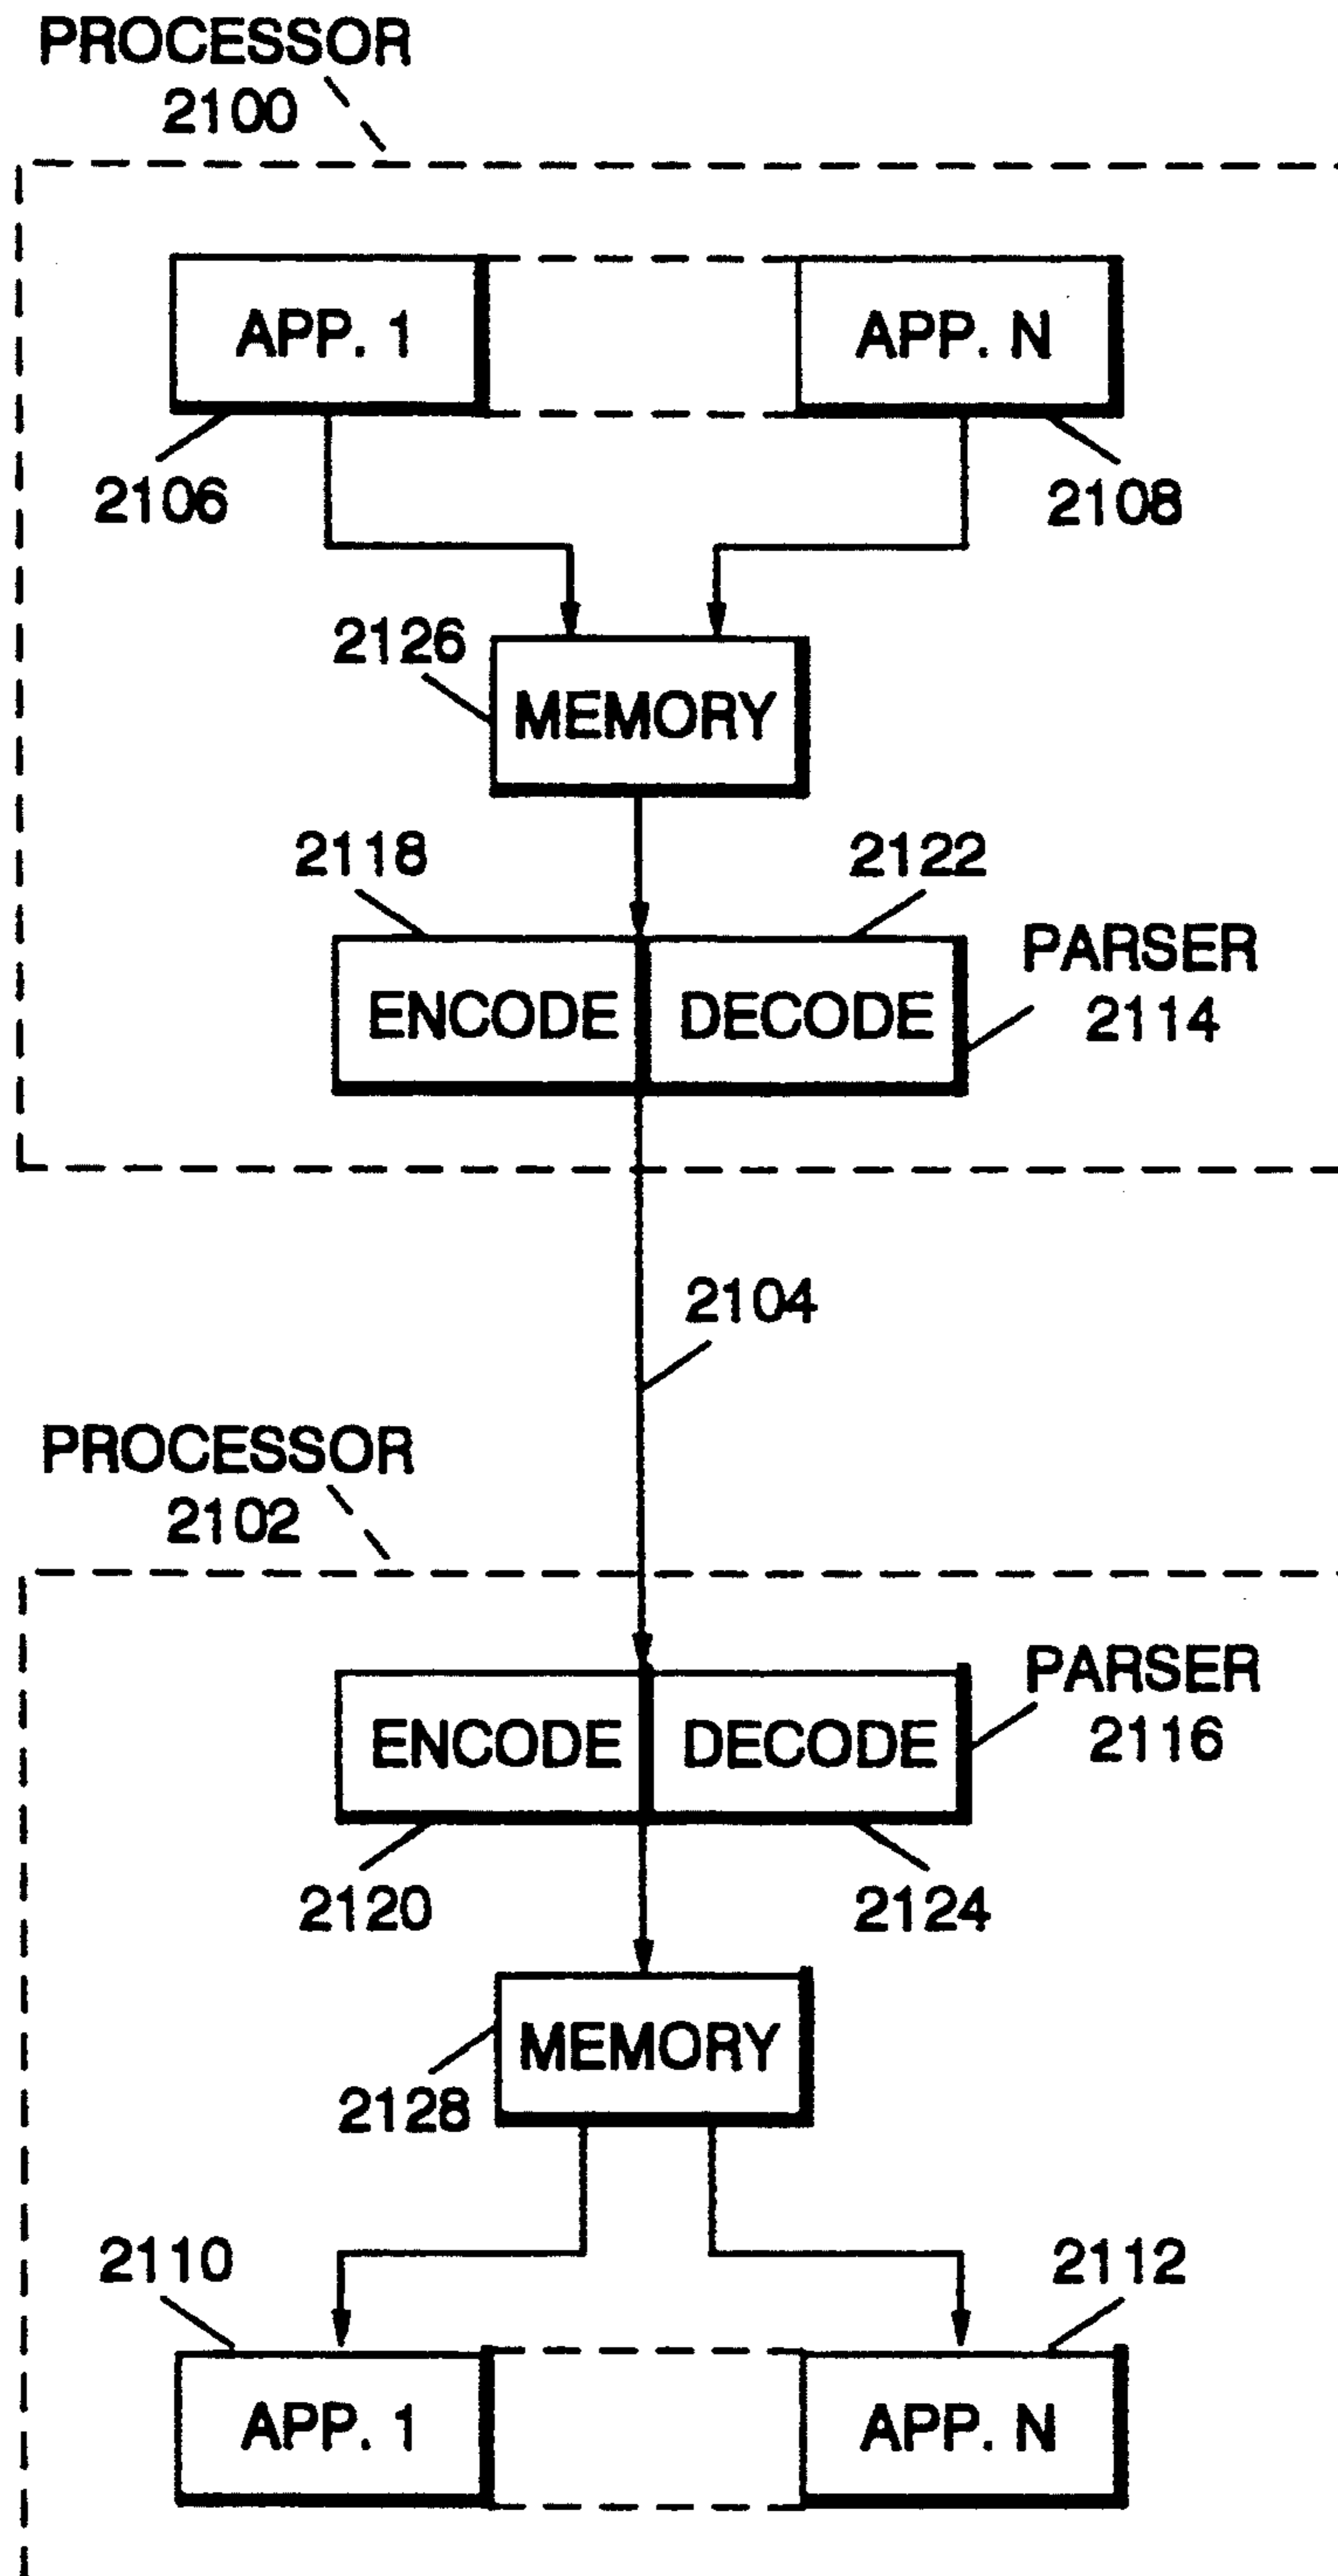 PROCESSOR
2100
APP. 1
APP. N
2106
2108
2126
MEMORY
2118
2122
ENCODE
DECODE
PARSER
2114
2104
PROCESSOR
2102
ENCODE
DECODE
PARSER
2116
2120
2124
MEMORY
2128
2110
2112
APP. 1
APP. N